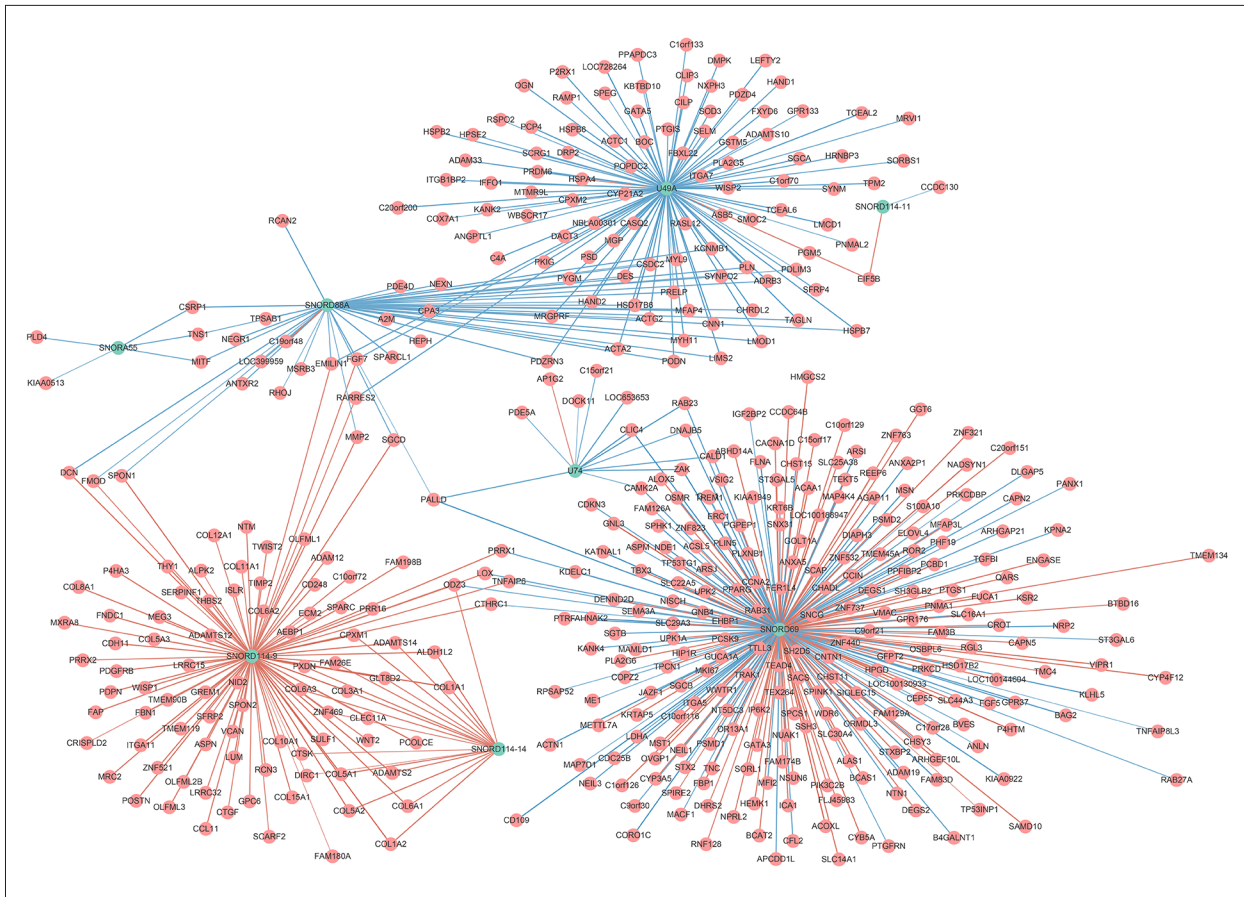 C1orf133
PPAPDC3
LOC728264
DMPK
LEFTY2
P2RX1
CLIP3
OGN
KBTBD10
NXPH3
HAND1
RAMP1
SPEG
CILP
PDZD4
GATA5
SOD3
FXYD6
GPR133
TCEAL2
MRVI1
RSPO2
PCP4
HSPB6
PTGIS
SELM
HSPB2
HPSE2
ACTC1
BOC
GSTM5
ADAMTS10
SCRG1
DRP2
FBXL22
ADAM33
POPDC2
PLA2G5
SGCA
HRNBP3
SORBS1
PRDM6
HSPA4
ITGA7
C1orf70
ITGB1BP2
IFFO1
MTMR9L
CYP21A2
U49A
WISP2
SYNM
TPM2
CCDC130
C20orf200
KANK2
CPXM2
SNORD114-11
COX7A1
WBSCR17
NBLA00301
CASQ2
RASL12
ASB5
TCEAL6
SMOC2
LMCD1
RCAN2
ANGPTL1
DACT3
MGP
KCNMB1
PNMAL2
C4A
PKIG
PSD
CSDC2
MYL9
PGM5
PLN
PDLIM3
EIF5B
PDE4D
NEXN
PYGM
DES
SYNPO2
ADRB3
SFRP4
CSRP1
SNORD88A
CPA3
HAND2
PRELP
HSD17B6
MFAP4
CHRDL2
TAGLN
TPSAB1
A2M
MRGPRF
ACTG2
CNN1
HSPB7
PLD4
TNS1
NEGR1
C19orf48
HEPH
MYH11
LMOD1
SNORA55
MITF
LOC399959
EMILIN1
FGF7
SPARCL1
PDZRN3
ACTA2
PODN
LIMS2
KIAA0513
ANTXR2
MSRB3
RHOJ
AP1G2
C15orf21
HMGCS2
RARRES2
PDE5A
DOCK11
LOC653653
RAB23
IGF2BP2
CCDC64B
GGT6
MMP2
SGCD
CLIC4
DNAJB5
C10orf129
ZNF763
ZNF321
CACNA1D
C15orf17
ARSI
C20orf151
DCN
FMOD
SPON1
U74
CALD1
ABHD14A
FLNA
CHST15
SLC25A38
REEP6
ANXA2P1
NADSYN1
DLGAP5
ZAK
VSIG2
ST3GAL5
ACAA1
TEKT5
MSN
PRKCDBP
CAPN2
PANX1
PALLD
ALOX5
CAMK2A
OSMR
TREM1
KIAA1949
KRT6B
MAP4K4
AGAP11
S100A10
CDKN3
FAM126A
ERC1
SNX31
LOC100188947
PSMD2
MFAP3L
ARHGAP21
KPNA2
GNL3
SPHK1
ZNF823
PGPEP1
GOLT1A
DIAPH3
ELOVL4
PHF19
NTM
COL12A1
OLFML1
KATNAL1
ASPM
NDE1
ACSL5
PLIN5
PLXNB1
ANXA5
ZNF532
TMEM45A
ROR2
TGFBI
ENGASE
TMEM134
TWIST2
ADAM12
PRRX1
TP53TG1
ARSJ
SCAP
CCIN
PPFIBP2
PCBD1
P4HA3
THY1
ALPK2
COL11A1
C10orf72
FAM198B
LOX
KDELC1
TBX3
CCNA2
FER1L4
CHADL
DEGS1
QARS
COL8A1
SERPINF1
ISLR
TIMP2
CD248
ODZ3
TNFAIP6
SLC22A5
UPK2
PPARG
SH3GLB2
PTGS1
FUCA1
KSR2
BTBD16
THBS2
COL6A2
ECM2
SPARC
PRR16
CTHRC1
DENND2D
NISCH
RAB31
SNCG
ZNF737
VMAC
PNMA1
SLC16A1
MXRA8
FNDC1
MEG3
SEMA3A
GNB4
GPR176
CROT
NRP2
ADAMTS12
AEBP1
CPXM1
PTRFAHNAK2
SLC29A3
EHBP1
SNORD69
C9orf21
FAM3B
CDH11
COL5A3
ADAMTS14
SGTB
UPK1A
PCSK9
TTLL3
ZNF440
OSBPL6
RGL3
CAPN5
ST3GAL6
PRRX2
LRRC15
SNORD114-9
ALDH1L2
KANK4
MAMLD1
HIP1R
GUCA1A
SH2D5
CNTN1
GFPT2
HSD17B2
VIPR1
PDGFRB
PXDN
FAM26E
PLA2G6
TPCN1
MKI67
TEAD4
HPGD
PRKCD
TMC4
CYP4F12
PDPN
WISP1
GREM1
NID2
GLT8D2
COPZ2
TRAK1
SACS
CHST11
LOC100130933
LOC100144604
TMEM90B
COL6A3
COL3A1
COL1A1
RPSAP52
JAZF1
SGCB
WWTR1
TEX264
SPINK1
SIGLEC15
CEP55
SLC44A3
GPR37
KLHL5
FAP
FBN1
SFRP2
SPON2
ME1
ITGA5
NT5DC3
IP6K2
FGF5
BAG2
TMEM119
VCAN
ZNF469
CLEC11A
KRTAP5
C10orf116
SPCS1
WDR6
FAM129A
BVES
P4HTM
METTL7A
OR13A1
SSH3
ORMDL3
C17orf28
TNFAIP8L3
CRISPLD2
ITGA11
ASPN
COL10A1
SULF1
WNT2
PCOLCE
SNORD114-14
ACTN1
LDHA
MST1
NUAK1
SLC30A4
CHSY3
ANLN
LUM
CTSK
CDC25B
OVGP1
NEIL1
PSMD1
GATA3
STXBP2
ARHGEF10L
MRC2
ZNF521
RCN3
DIRC1
COL5A1
ADAMTS2
MAP7D1
STX2
TNC
SORL1
FAM174B
ALAS1
ADAM19
FAM83D
KIAA0922
RAB27A
OLFML2B
NEIL3
C1orf126
CYP3A5
FBP1
MFI2
NSUN6
PIK3C2B
BCAS1
NTN1
POSTN
LRRC32
GPC6
COL15A1
COL5A2
COL6A1
C9orf30
SPIRE2
DHRS2
HEMK1
ICA1
FLJ45983
DEGS2
TP53INP1
OLFML3
CTGF
CD109
MACF1
NPRL2
SAMD10
CCL11
SCARF2
CORO1C
BCAT2
CFL2
ACOXL
CYB5A
B4GALNT1
FAM180A
COL1A2
RNF128
APCDD1L
SLC14A1
PTGFRN